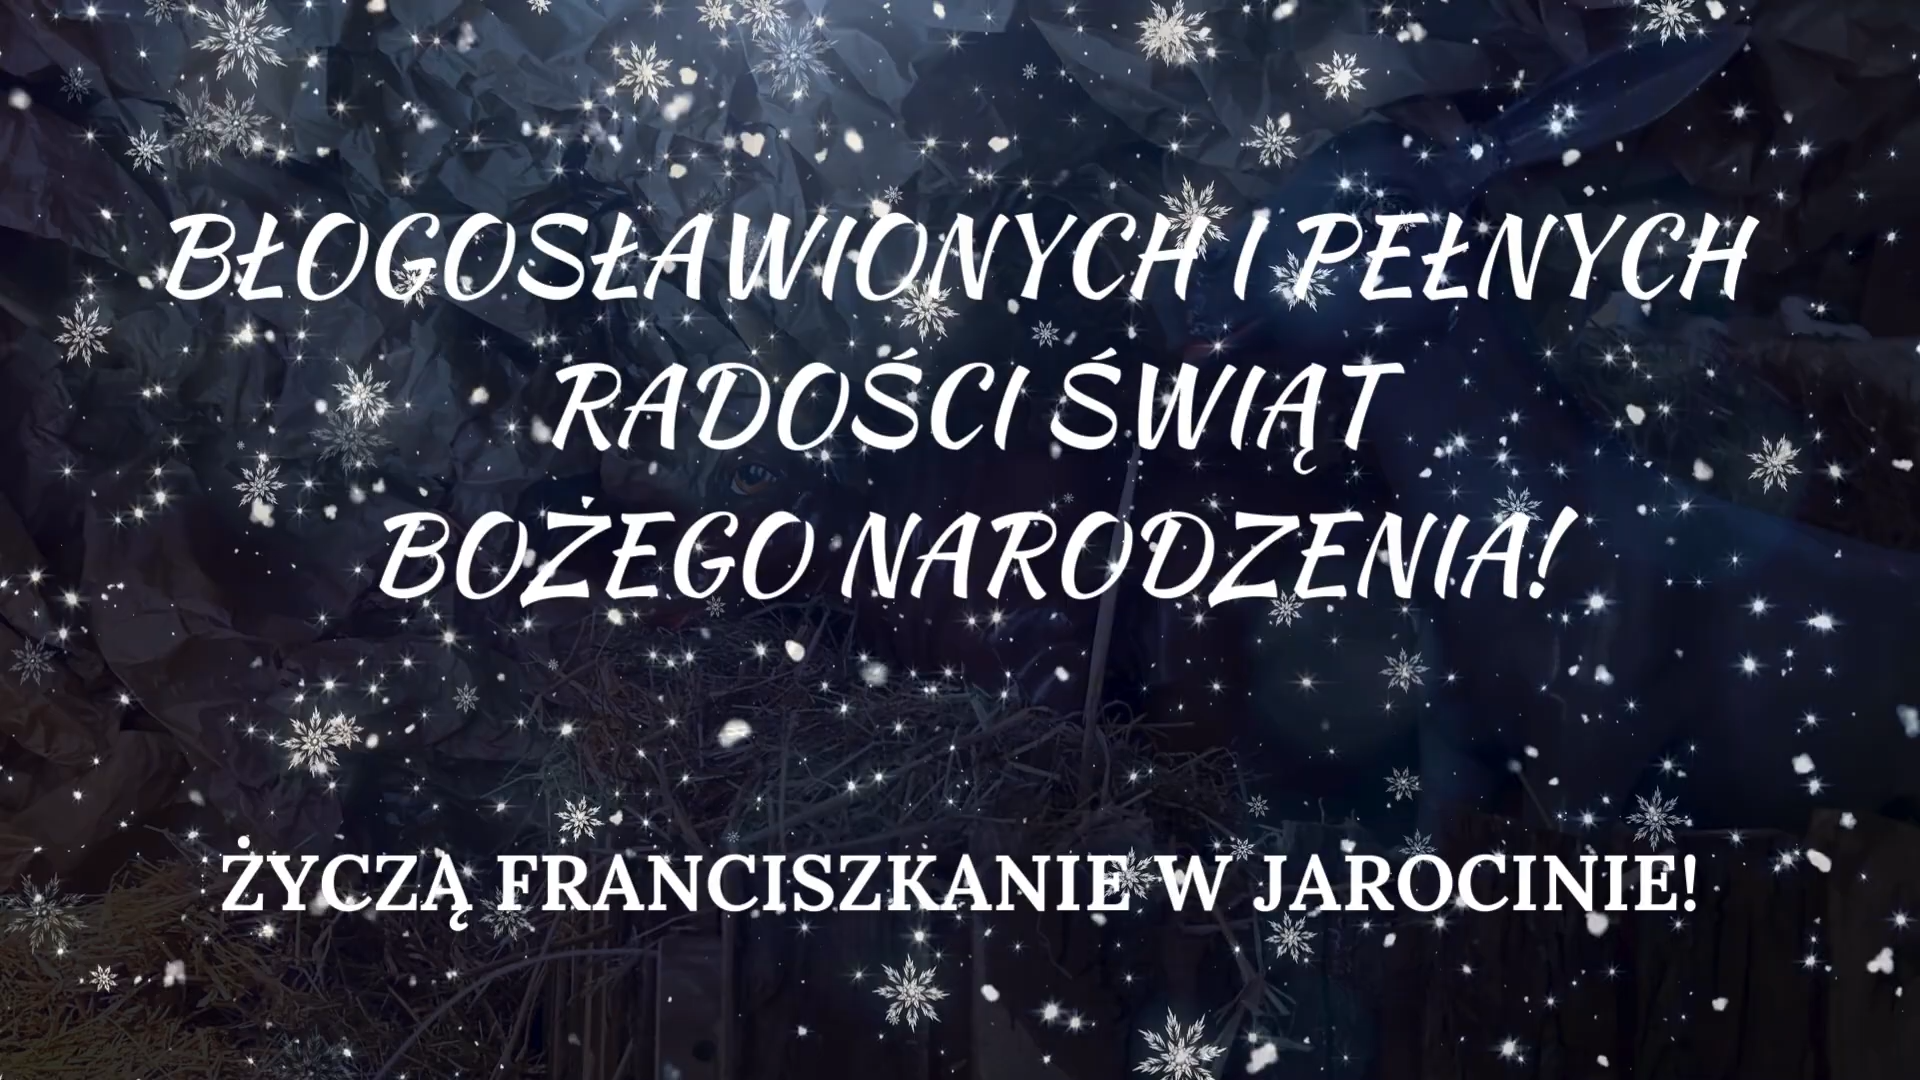 BŁOGOSŁAWIONYCH I PEŁNYCH
RADOŚCI ŚWIĄT
BOŻEGO NARODZENIA!
ŻYCZĄ FRANCISZKANIE W JAROCINIE!